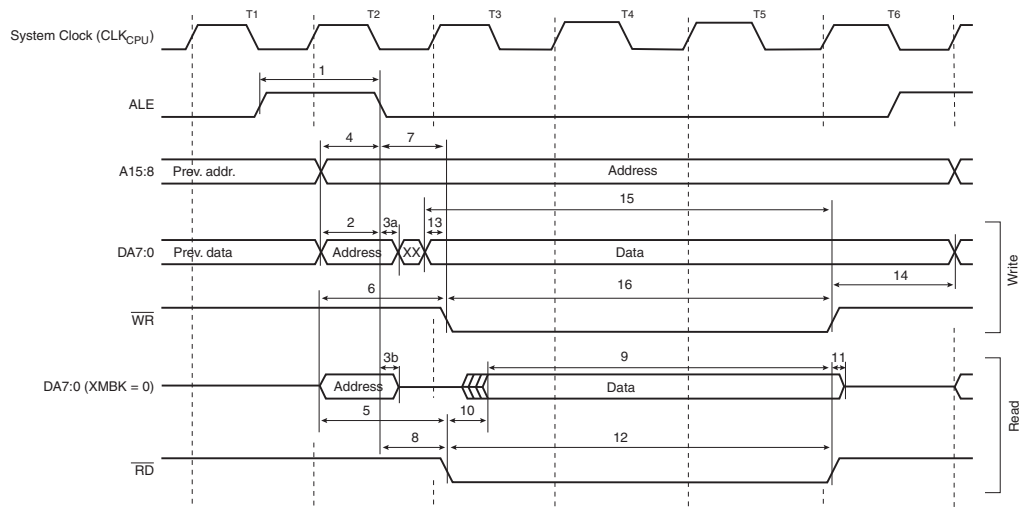 T1 T2 T3 T4 T5 T6
System Clock (CLKCPU)
1
ALE
4 7
A15:8 Prev. addr. Address
15
2 3a 13
DA7:0 Prev. data Address XX Data
14
6 16
WR
Write
3b 9 11
DA7:0 (XMBK = 0) Address Data
5 10
8 12
RD
Read